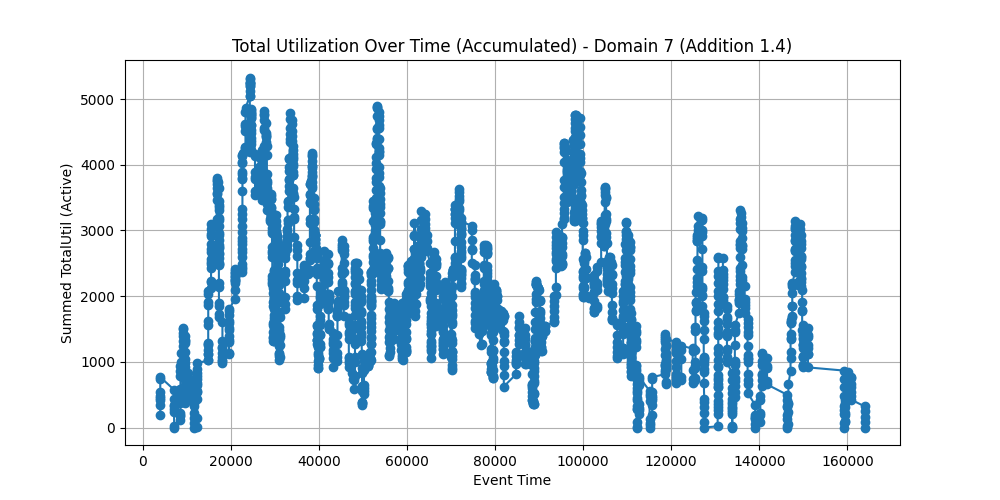 Total Utilization Over Time (Accumulated) - Domain 7 (Addition 1.4)
Summed TotalUtil (Active)
5000
4000
3000
2000
1000
0
0 20000 40000 60000 80000 100000 120000 140000 160000
Event Time